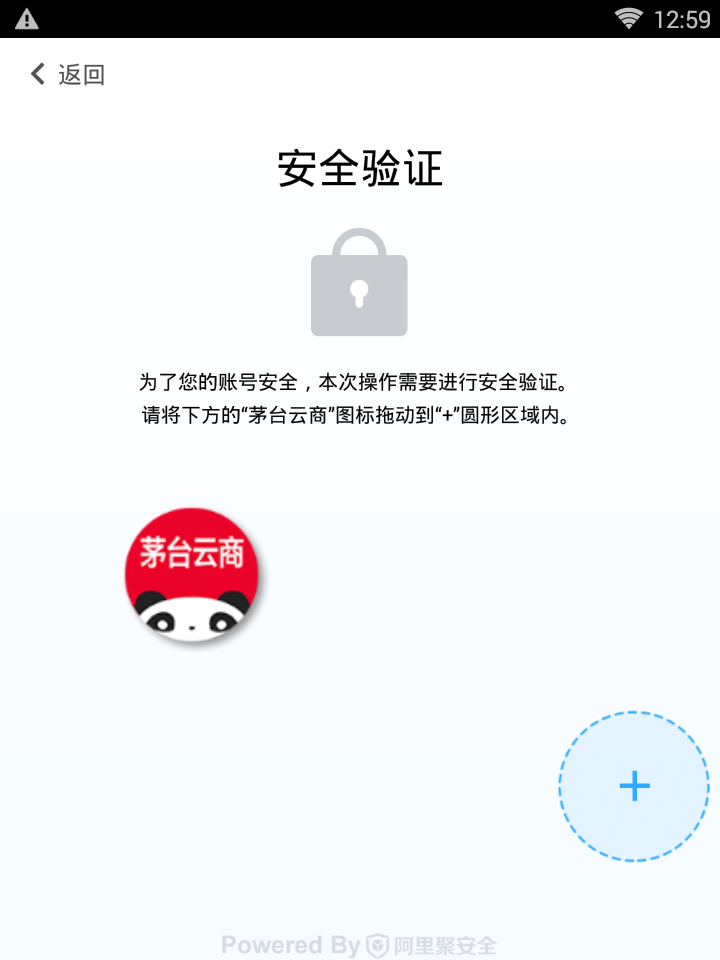 12:59
返回
安全验证
为了您的账号安全，本次操作需要进行安全验证。
请将下方的“茅台云商”图标拖动到“+”圆形区域内。
茅台云商
+
Powered By 阿里聚安全